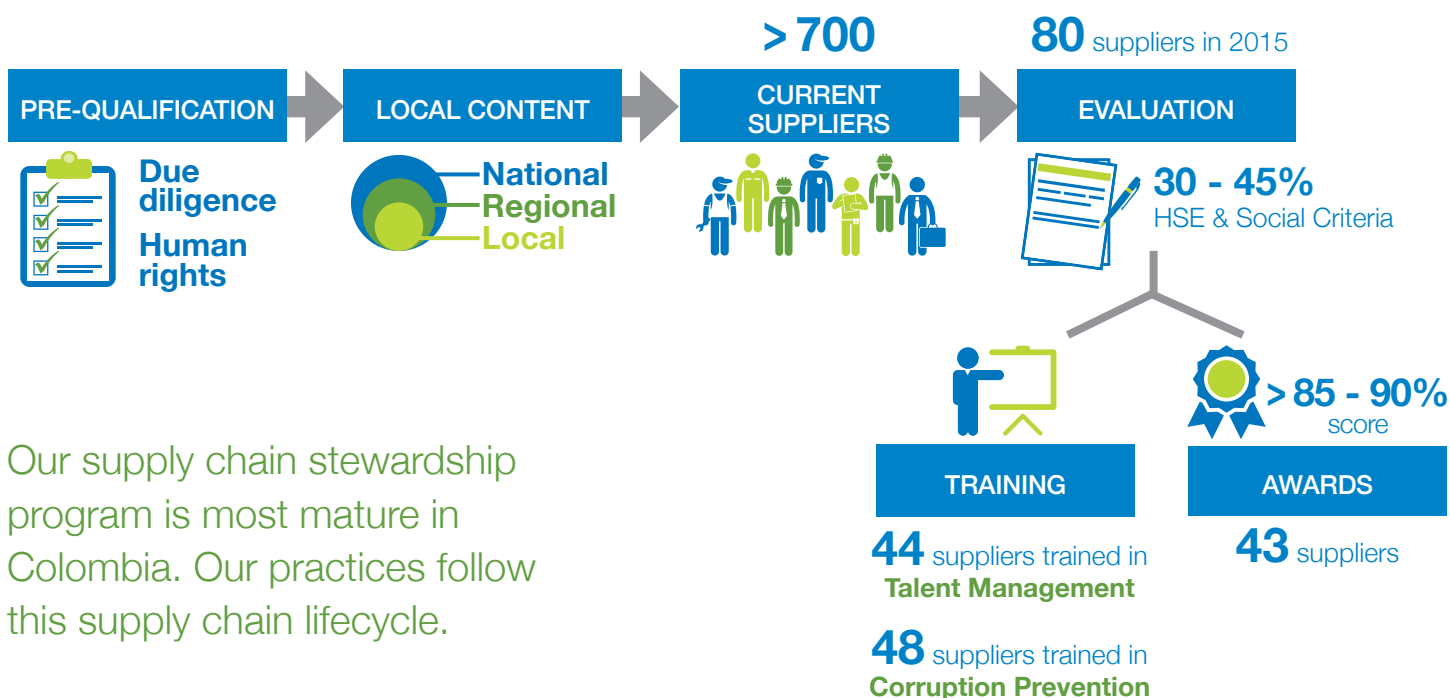 > 700
80 suppliers in 2015
PRE-QUALIFICATION
LOCAL CONTENT
CURRENT
SUPPLIERS
EVALUATION
Due
diligence
Human
rights
National
Regional
Local
30 - 45%
HSE & Social Criteria
> 85 - 90%
score
TRAINING
AWARDS
44 suppliers trained in
Talent Management
48 suppliers trained in
Corruption Prevention
43 suppliers
Our supply chain stewardship
program is most mature in
Colombia. Our practices follow
this supply chain lifecycle.